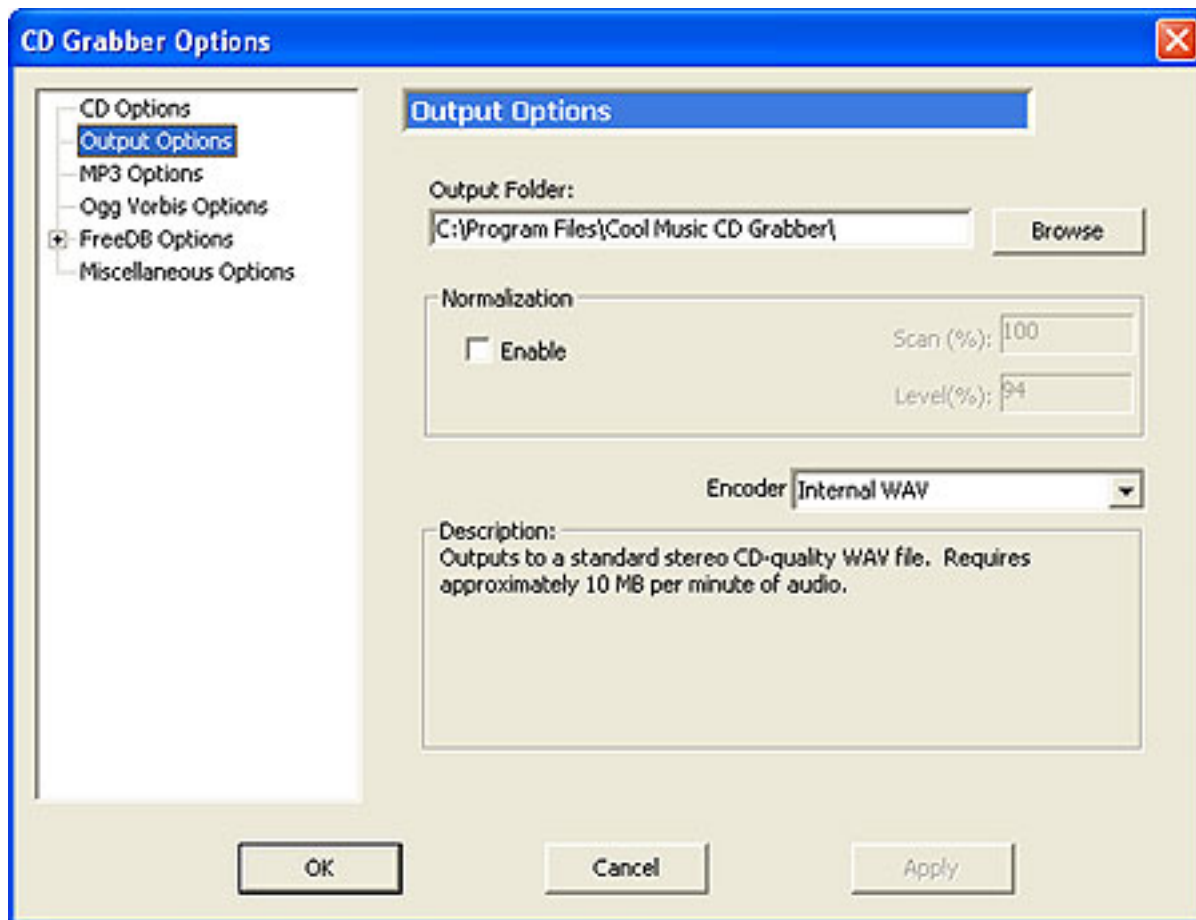 CD Grabber Options
CD Options
Output Options
MP3 Options
Ogg Vorbis Options
FreeDB Options
Miscellaneous Options
Output Options
Output Folder:
C:\Program Files\Cool Music CD Grabber\
Browse
Normalization
Enable
Scan (%): 100
Level(%): 94
Encoder Internal WAV
Description:
Outputs to a standard stereo CD-quality WAV file. Requires
approximately 10 MB per minute of audio.
OK
Cancel
Apply